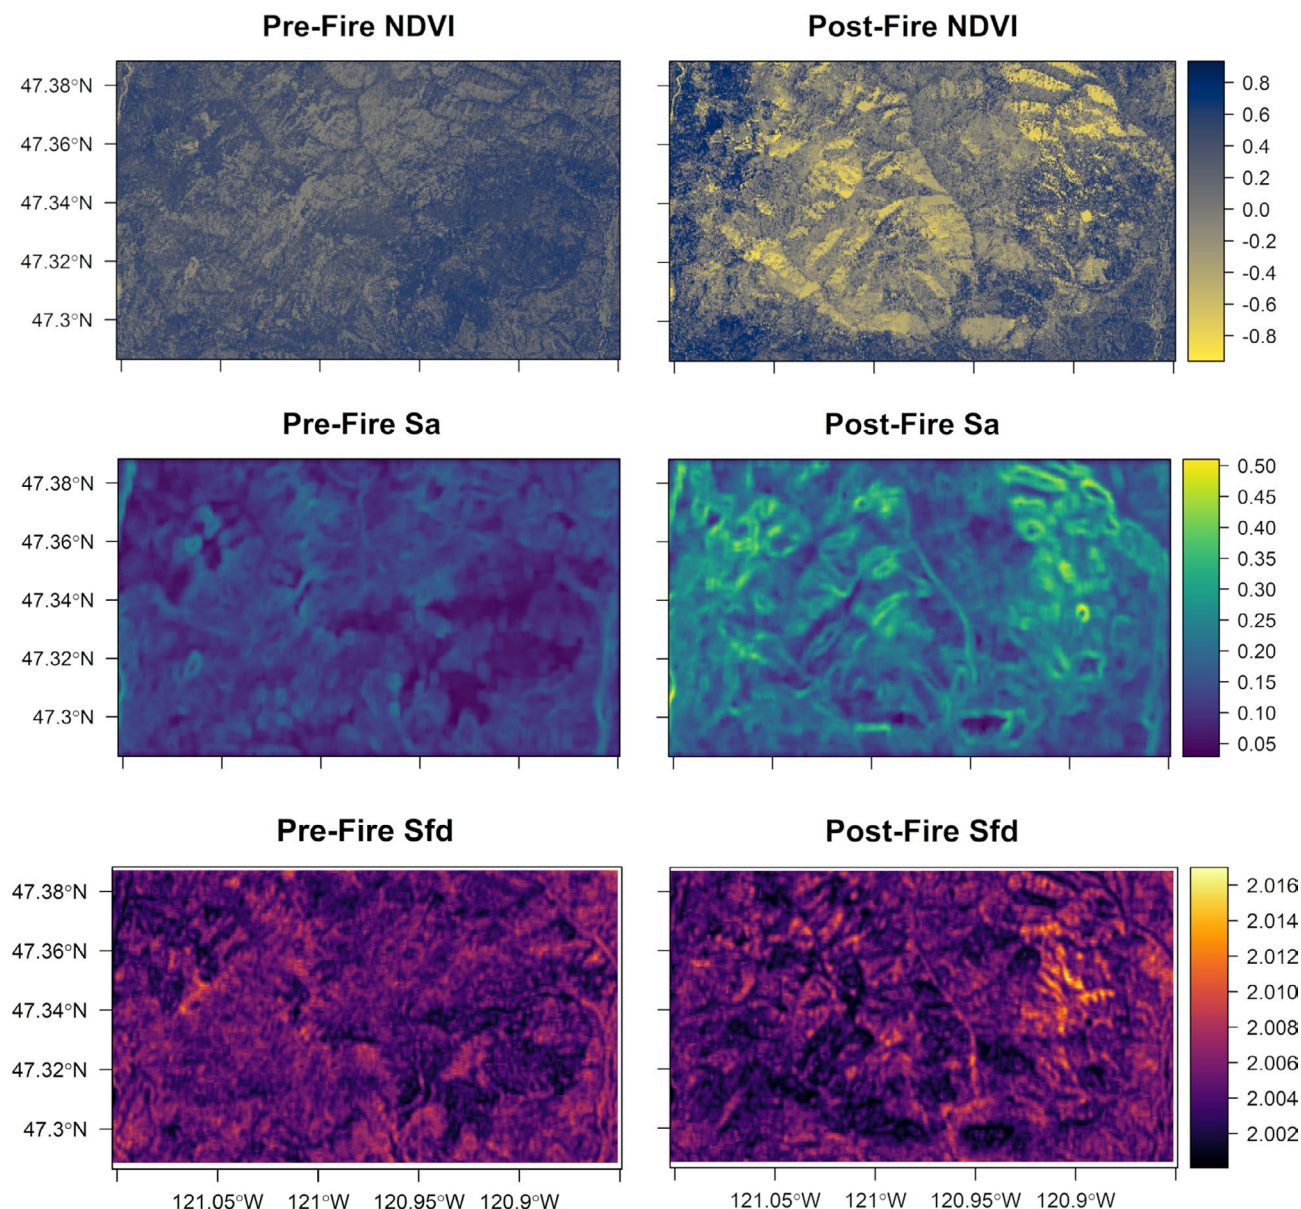 Pre-Fire NDVI
Post-Fire NDVI
47.38°N
47.36°N
47.34°N
47.32°N
47.3°N
0.8
0.6
0.4
0.2
0.0
-0.2
-0.4
-0.6
-0.8
Pre-Fire Sa
Post-Fire Sa
47.38°N
47.36°N
47.34°N
47.32°N
47.3°N
0.50
0.45
0.40
0.35
0.30
0.25
0.20
0.15
0.10
0.05
Pre-Fire Sfd
Post-Fire Sfd
47.38°N
47.36°N
47.34°N
47.32°N
47.3°N
2.016
2.014
2.012
2.010
2.008
2.006
2.004
2.002
121.05°W 121°W 120.95°W 120.9°W
121.05°W 121°W 120.95°W 120.9°W